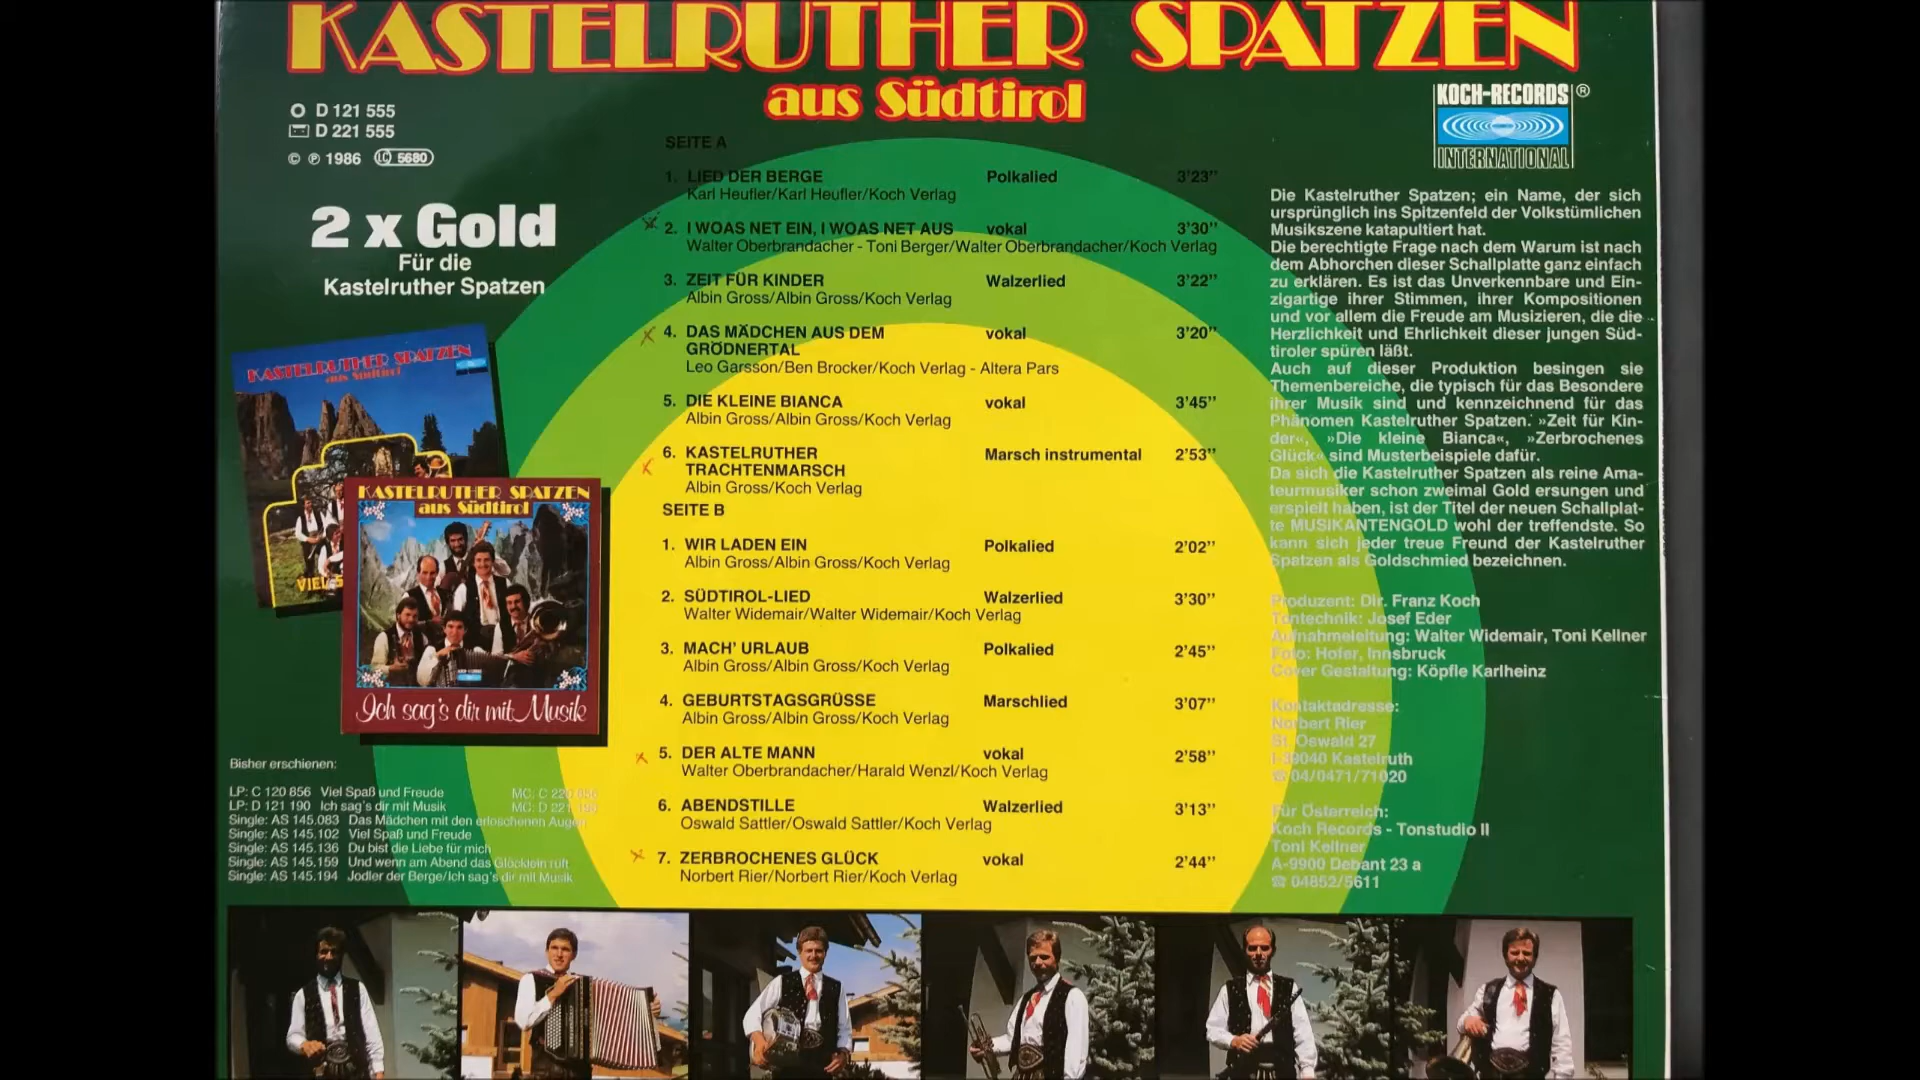 KASTELRUTHER SPATZEN
aus Südtirol
D 121 555
D 221 555
© ℗ 1986 LC 5680
KOCH-RECORDS ®
INTERNATIONAL
2 x Gold
Für die
Kastelruther Spatzen
KASTELRUTHER SPATZEN
aus Südtirol
KASTELRUTHER SPATZEN
aus Südtirol
Ich sag's dir mit Musik
Bisher erschienen:
LP: C 120 856 Viel Spaß und Freude MC: C
LP: D 121 190 Ich sag's dir mit Musik MC: D
Single: AS 145.083 Das Mädchen mit den erloschenen Augen
Single: AS 145.102 Viel Spaß und Freude
Single: AS 145.136 Du bist die Liebe für mich
Single: AS 145.159 Und wenn am Abend das Glöcklein ruft
Single: AS 145.194 Jodler der Berge/Ich sag's dir mit Musik
SEITE A
1. LIED DER BERGE Polkalied 3'23''
Karl Heufler/Karl Heufler/Koch Verlag
2. I WOAS NET EIN, I WOAS NET AUS vokal 3'30''
Walter Oberbrandacher - Toni Berger/Walter Oberbrandacher/Koch Verlag
3. ZEIT FÜR KINDER Walzerlied 3'22''
Albin Gross/Albin Gross/Koch Verlag
4. DAS MÄDCHEN AUS DEM vokal 3'20''
GRÖDNERTAL
Leo Garsson/Ben Brocker/Koch Verlag - Altera Pars
5. DIE KLEINE BIANCA vokal 3'45''
Albin Gross/Albin Gross/Koch Verlag
6. KASTELRUTHER Marsch instrumental 2'53''
TRACHTENMARSCH
Albin Gross/Koch Verlag
SEITE B
1. WIR LADEN EIN Polkalied 2'02''
Albin Gross/Albin Gross/Koch Verlag
2. SÜDTIROL-LIED Walzerlied 3'30''
Walter Widemair/Walter Widemair/Koch Verlag
3. MACH' URLAUB Polkalied 2'45''
Albin Gross/Albin Gross/Koch Verlag
4. GEBURTSTAGSGRÜSSE Marschlied 3'07''
Albin Gross/Albin Gross/Koch Verlag
5. DER ALTE MANN vokal 2'58''
Walter Oberbrandacher/Harald Wenzl/Koch Verlag
6. ABENDSTILLE Walzerlied 3'13''
Oswald Sattler/Oswald Sattler/Koch Verlag
7. ZERBROCHENES GLÜCK vokal 2'44''
Norbert Rier/Norbert Rier/Koch Verlag
Die Kastelruther Spatzen; ein Name, der sich
ursprünglich ins Spitzenfeld der Volkstümlichen
Musikszene katapultiert hat.
Die berechtigte Frage nach dem Warum ist nach
dem Abhorchen dieser Schallplatte ganz einfach
zu erklären. Es ist das Unverkennbare und Ein-
zigartige ihrer Stimmen, ihrer Kompositionen
und vor allem die Freude am Musizieren, die die
Herzlichkeit und Ehrlichkeit dieser jungen Süd-
tiroler spüren läßt.
Auch auf dieser Produktion besingen sie
Themenbereiche, die typisch für das Besondere
ihrer Musik sind und kennzeichnend für das
Phänomen Kastelruther Spatzen. »Zeit für Kin-
der«, »Die kleine Bianca«, »Zerbrochenes
Glück« sind Musterbeispiele dafür.
Da sich die Kastelruther Spatzen als reine Ama-
teurmusiker schon zweimal Gold ersungen und
erspielt haben, ist der Titel der neuen Schallplat-
te MUSIKANTENGOLD wohl der treffendste. So
kann sich jeder treue Freund der Kastelruther
Spatzen als Goldschmied bezeichnen.
Produzent: Dir. Franz Koch
Tontechnik: Josef Eder
Aufnahmeleitung: Walter Widemair, Toni Kellner
Foto: Hofer, Innsbruck
Cover Gestaltung: Köpfle Karlheinz
Kontaktadresse:
Norbert Rier
St. Oswald 27
I-39040 Kastelruth
☎ 04/0471/71020
Für Österreich:
Koch Records - Tonstudio II
Toni Kellner
A-9900 Debant 23 a
☎ 04852/5611